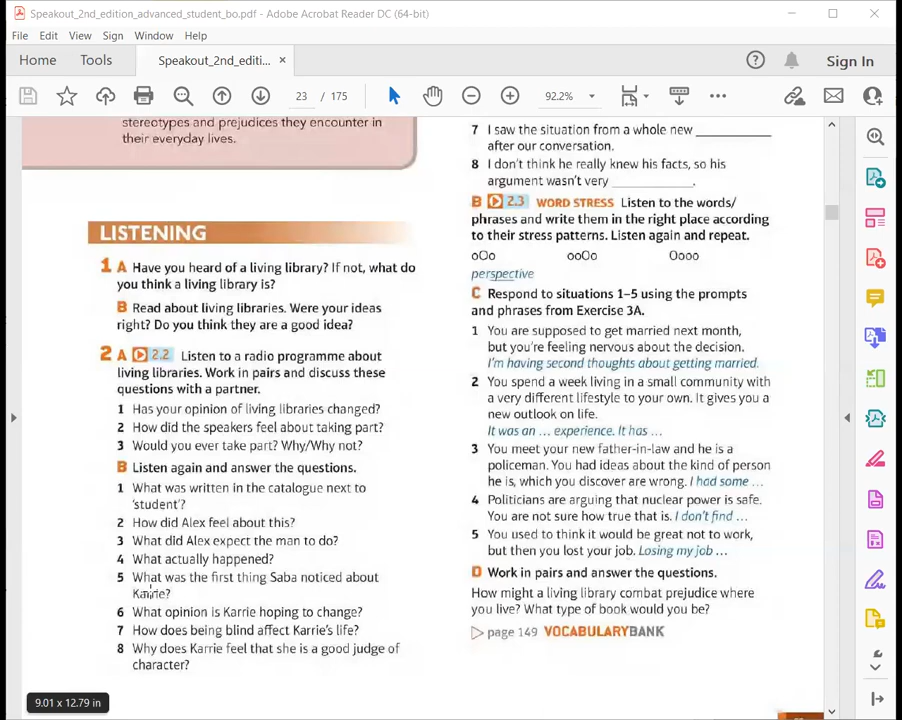 Speakout_2nd_edition_advanced_student_bo.pdf - Adobe Acrobat Reader DC (64-bit)
File Edit View Sign Window Help
Home Tools Speakout_2nd_editi... × Sign In
23 / 175 92.2%
stereotypes and prejudices they encounter in
their everyday lives.
LISTENING
1 A Have you heard of a living library? If not, what do
you think a living library is?
B Read about living libraries. Were your ideas
right? Do you think they are a good idea?
2 A 2.2 Listen to a radio programme about
living libraries. Work in pairs and discuss these
questions with a partner.
1 Has your opinion of living libraries changed?
2 How did the speakers feel about taking part?
3 Would you ever take part? Why/Why not?
B Listen again and answer the questions.
1 What was written in the catalogue next to
'student'?
2 How did Alex feel about this?
3 What did Alex expect the man to do?
4 What actually happened?
5 What was the first thing Saba noticed about
Karrie?
6 What opinion is Karrie hoping to change?
7 How does being blind affect Karrie's life?
8 Why does Karrie feel that she is a good judge of
character?
7 I saw the situation from a whole new ____________
after our conversation.
8 I don't think he really knew his facts, so his
argument wasn't very ____________.
B 2.3 WORD STRESS Listen to the words/
phrases and write them in the right place according
to their stress patterns. Listen again and repeat.
oOo ooOo Oooo
perspective
C Respond to situations 1–5 using the prompts
and phrases from Exercise 3A.
1 You are supposed to get married next month,
but you're feeling nervous about the decision.
I'm having second thoughts about getting married.
2 You spend a week living in a small community with
a very different lifestyle to your own. It gives you a
new outlook on life.
It was an ... experience. It has ...
3 You meet your new father-in-law and he is a
policeman. You had ideas about the kind of person
he is, which you discover are wrong. I had some ...
4 Politicians are arguing that nuclear power is safe.
You are not sure how true that is. I don't find ...
5 You used to think it would be great not to work,
but then you lost your job. Losing my job ...
D Work in pairs and answer the questions.
How might a living library combat prejudice where
you live? What type of book would you be?
page 149 VOCABULARYBANK
9.01 x 12.79 in